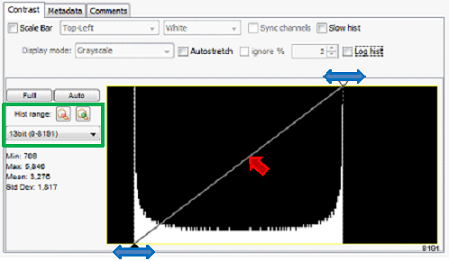 Contrast Metadata Comments
Scale Bar Top-Left White Sync channels Slow hist
Display mode: Grayscale Autostretch ignore % 2 Log hist
Full Auto
Hist range:
13bit (0-8191)
Min: 708
Max: 5,849
Mean: 3,276
Std Dev: 1,817
8191